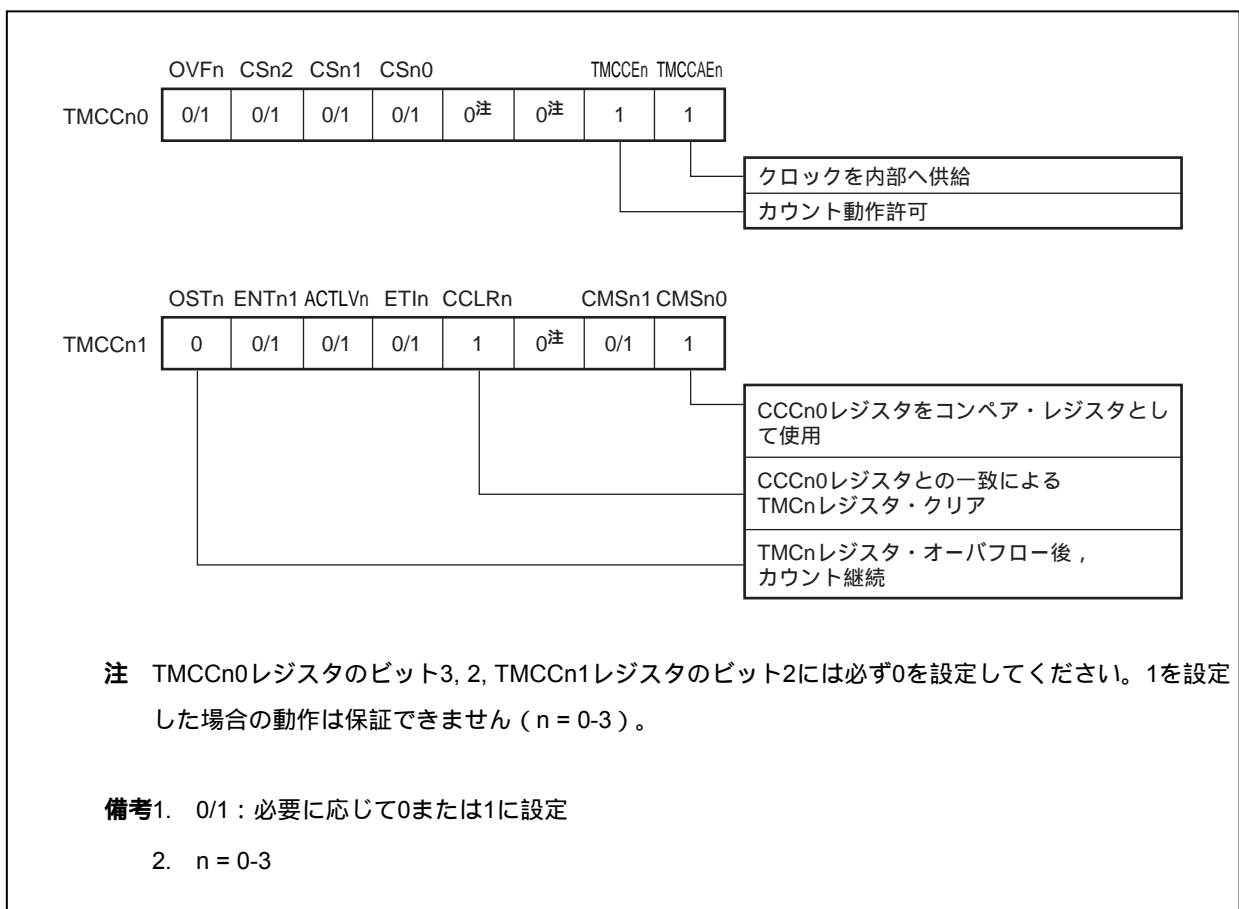 OVFn CSn2 CSn1 CSn0 TMCCEn TMCCAEn
TMCCn0 0/1 0/1 0/1 0/1 0注 0注 1 1
クロックを内部へ供給
カウント動作許可
OSTn ENTn1 ACTLVn ETIn CCLRn CMSn1 CMSn0
TMCCn1 0 0/1 0/1 0/1 1 0注 0/1 1
CCCn0レジスタをコンペア・レジスタとし
て使用
CCCn0レジスタとの一致による
TMCnレジスタ・クリア
TMCnレジスタ・オーバフロー後，
カウント継続
注 TMCCn0レジスタのビット3, 2, TMCCn1レジスタのビット2には必ず0を設定してください。1を設定
した場合の動作は保証できません（n = 0-3）。
備考1. 0/1：必要に応じて0または1に設定
2. n = 0-3